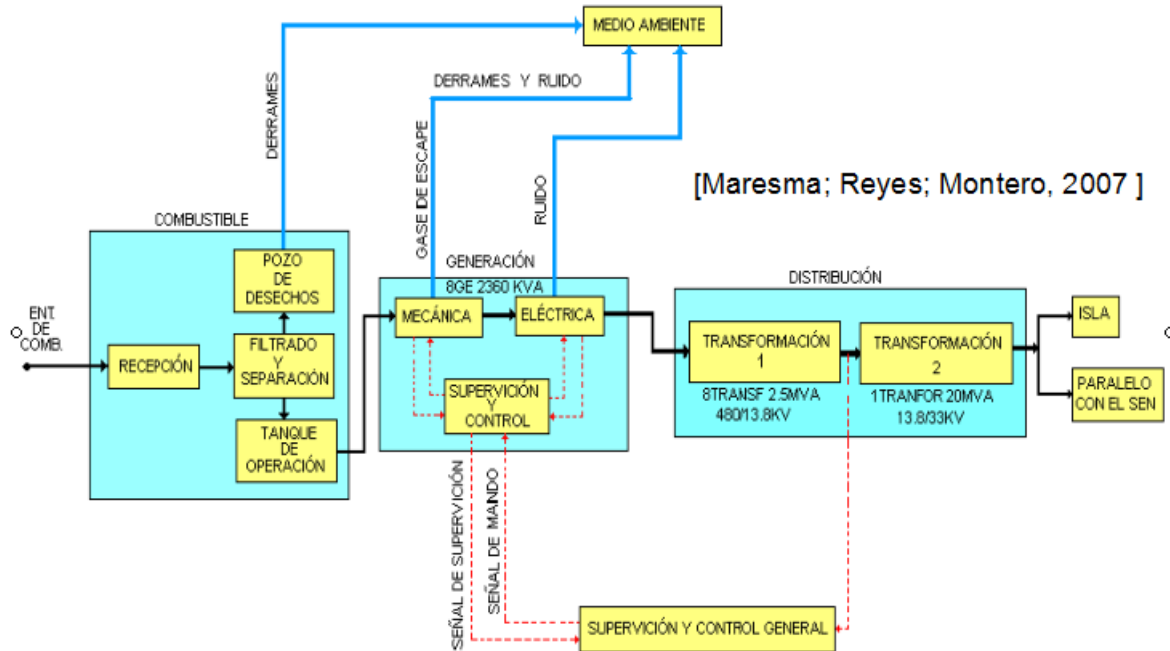 MEDIO AMBIENTE
DERRAMES
DERRAMES Y RUIDO
GASE DE ESCAPE
RUIDO
[Maresma; Reyes; Montero, 2007 ]
COMBUSTIBLE
ENT.
DE
COMB.
RECEPCIÓN
POZO
DE
DESECHOS
FILTRADO
Y
SEPARACIÓN
TANQUE
DE
OPERACIÓN
GENERACIÓN
8GE 2360 KVA
MECÁNICA
ELÉCTRICA
SUPERVISIÓN
Y
CONTROL
DISTRIBUCIÓN
TRANSFORMACIÓN
1
8TRANSF 2.5MVA
480/13.8KV
TRANSFORMACIÓN
2
1TRANFOR 20MVA
13.8/33KV
ISLA
PARALELO
CON EL SEN
SEÑAL DE SUPERVISIÓN
SEÑAL DE MANDO
SUPERVISIÓN Y CONTROL GENERAL